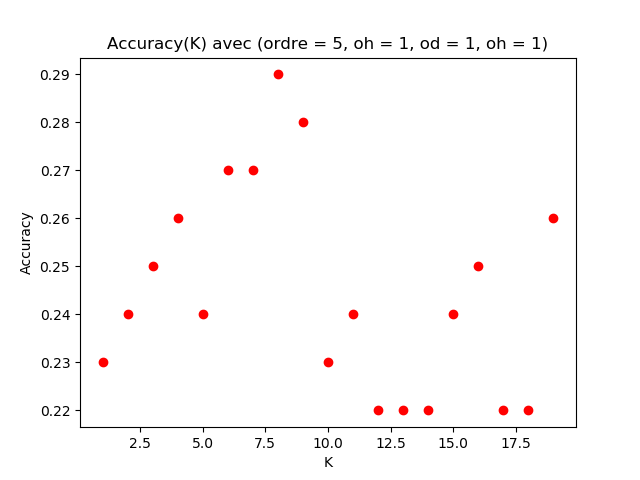 Accuracy(K) avec (ordre = 5, oh = 1, od = 1, oh = 1)
0.29
0.28
0.27
0.26
0.25
0.24
0.23
0.22
Accuracy
2.5 5.0 7.5 10.0 12.5 15.0 17.5
K